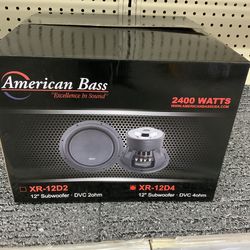 American Bass
"Excellence In Sound"
2400 WATTS
WWW.AMERICANBASSUSA.COM
XR-12D2
12" Subwoofer · DVC 2ohm
XR-12D4
12" Subwoofer · DVC 4ohm